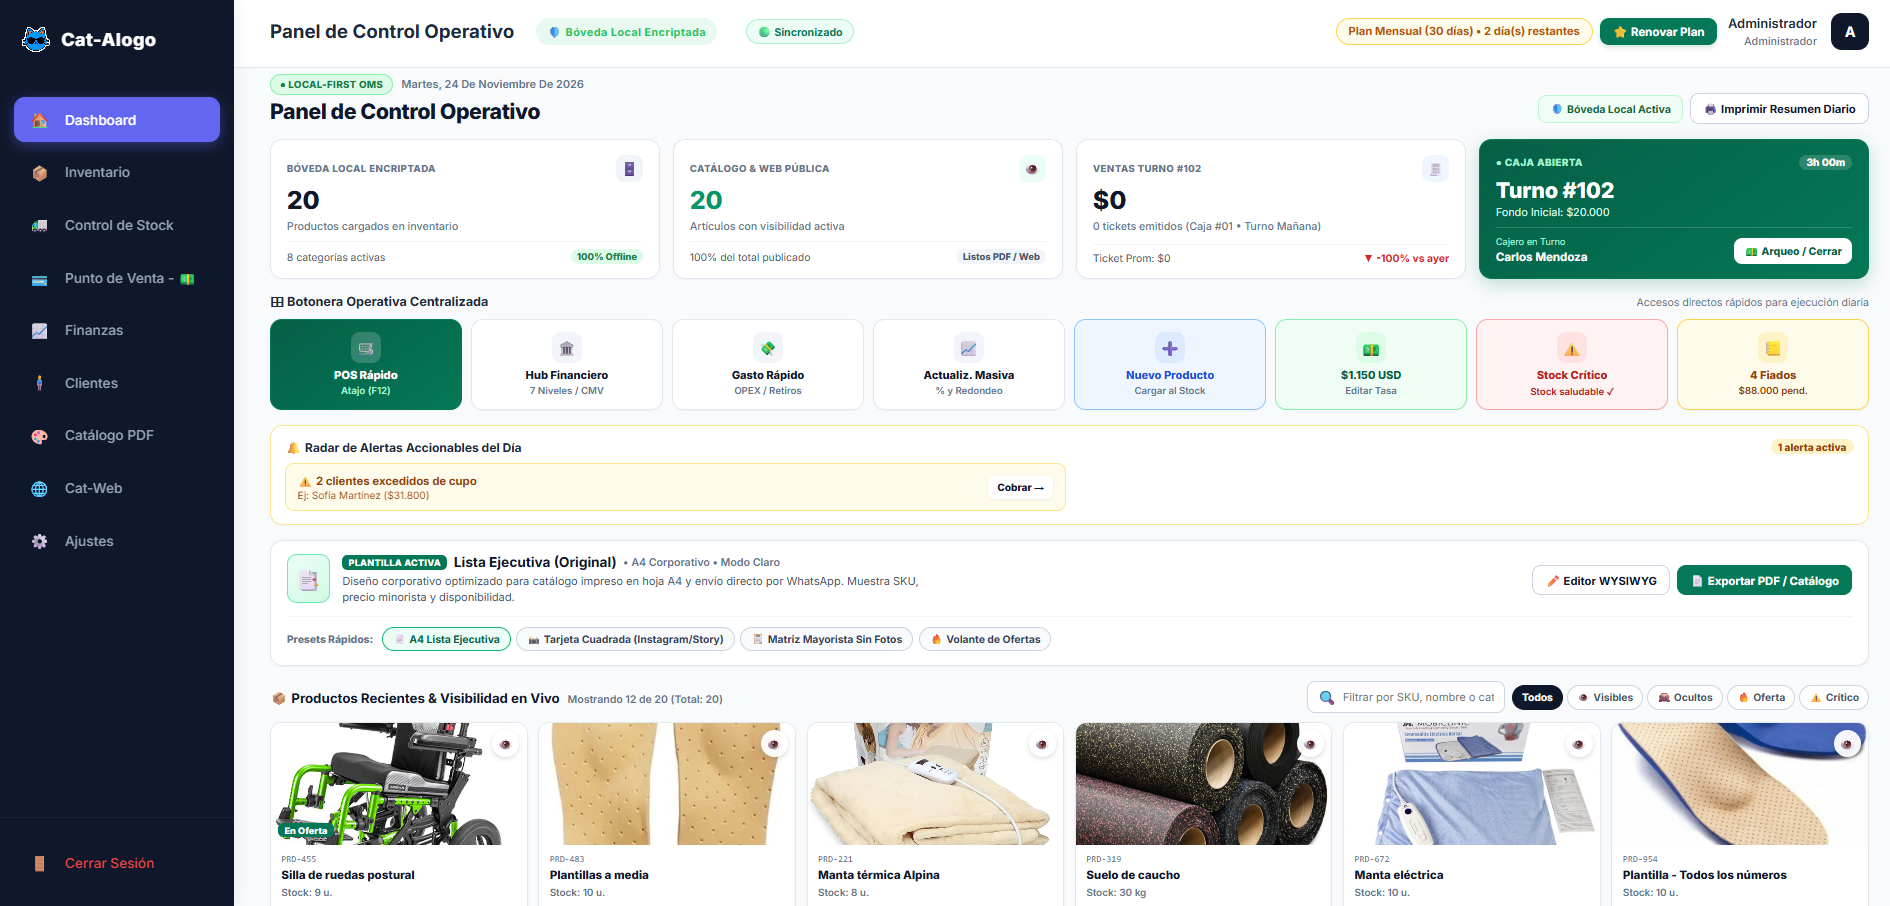 Cat-Alogo
Dashboard
Inventario
Control de Stock
Punto de Venta -
Finanzas
Clientes
Catálogo PDF
Cat-Web
Ajustes
Cerrar Sesión
Panel de Control Operativo
Bóveda Local Encriptada
Sincronizado
Plan Mensual (30 días) • 2 día(s) restantes
Renovar Plan
Administrador
Administrador
A
• LOCAL-FIRST OMS
Martes, 24 De Noviembre De 2026
Panel de Control Operativo
Bóveda Local Activa
Imprimir Resumen Diario
BÓVEDA LOCAL ENCRIPTADA
20
Productos cargados en inventario
8 categorías activas
100% Offline
CATÁLOGO & WEB PÚBLICA
20
Artículos con visibilidad activa
100% del total publicado
Listos PDF / Web
VENTAS TURNO #102
$0
0 tickets emitidos (Caja #01 • Turno Mañana)
Ticket Prom: $0
▼ -100% vs ayer
• CAJA ABIERTA
3h 00m
Turno #102
Fondo Inicial: $20.000
Cajero en Turno
Carlos Mendoza
Arqueo / Cerrar
Botonera Operativa Centralizada
Accesos directos rápidos para ejecución diaria
POS Rápido
Atajo (F12)
Hub Financiero
7 Niveles / CMV
Gasto Rápido
OPEX / Retiros
Actualiz. Masiva
% y Redondeo
Nuevo Producto
Cargar al Stock
$1.150 USD
Editar Tasa
Stock Crítico
Stock saludable ✓
4 Fiados
$88.000 pend.
Radar de Alertas Accionables del Día
1 alerta activa
2 clientes excedidos de cupo
Ej: Sofía Martínez ($31.800)
Cobrar →
PLANTILLA ACTIVA
Lista Ejecutiva (Original)
• A4 Corporativo • Modo Claro
Diseño corporativo optimizado para catálogo impreso en hoja A4 y envío directo por WhatsApp. Muestra SKU,
precio minorista y disponibilidad.
Editor WYSIWYG
Exportar PDF / Catálogo
Presets Rápidos:
A4 Lista Ejecutiva
Tarjeta Cuadrada (Instagram/Story)
Matriz Mayorista Sin Fotos
Volante de Ofertas
Productos Recientes & Visibilidad en Vivo
Mostrando 12 de 20 (Total: 20)
Filtrar por SKU, nombre o cat
Todos
Visibles
Ocultos
Oferta
Crítico
En Oferta
PRD-455
Silla de ruedas postural
Stock: 9 u.
PRD-483
Plantillas a media
Stock: 10 u.
PRD-221
Manta térmica Alpina
Stock: 8 u.
PRD-319
Suelo de caucho
Stock: 30 kg
PRD-672
Manta eléctrica
Stock: 10 u.
PRD-954
Plantilla - Todos los números
Stock: 10 u.